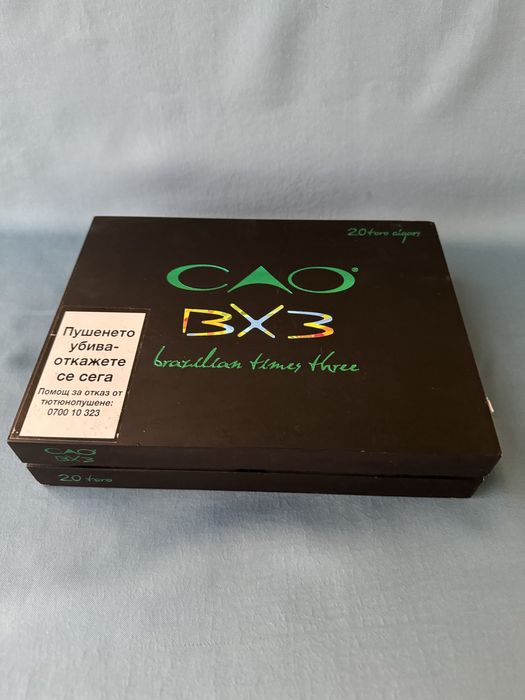 20 toro cigars
CAO®
BX3
brazilian times three
Пушенето
убива-
откажете
се сега
Помощ за отказ от
тютюнопушене:
0700 10 323
CAO
BX3
20 toro